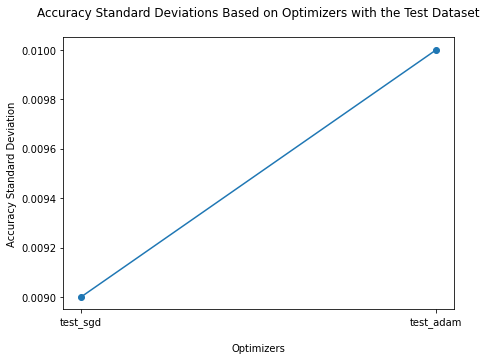 Accuracy Standard Deviations Based on Optimizers with the Test Dataset
0.0100
0.0098
0.0096
0.0094
0.0092
0.0090
Accuracy Standard Deviation
test_sgd
test_adam
Optimizers